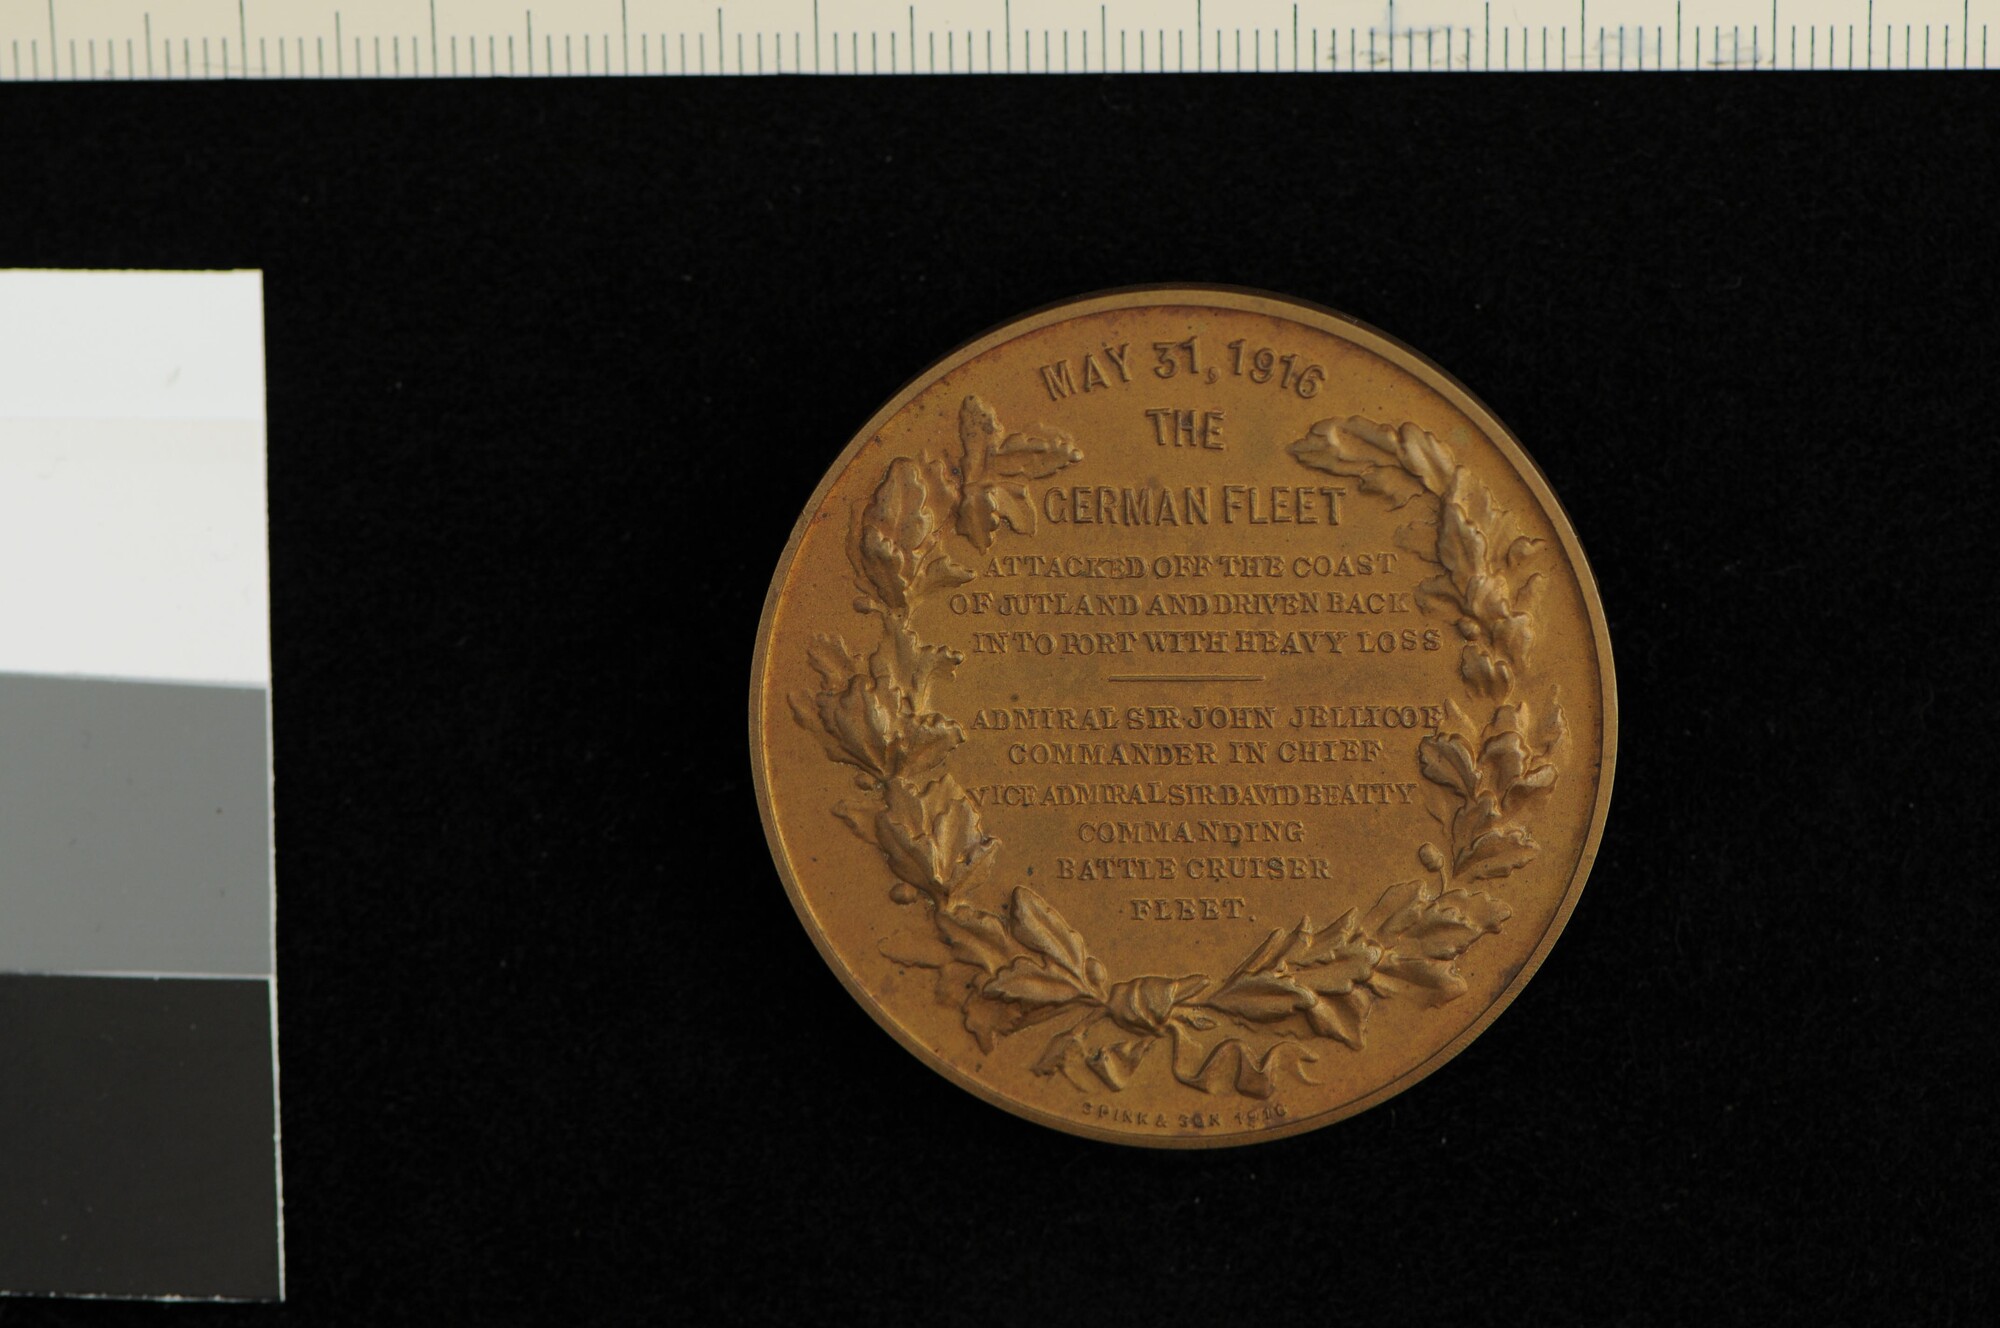 MAY 31, 1916
THE
GERMAN FLEET
ATTACKED OFF THE COAST
OF JUTLAND AND DRIVEN BACK
IN TO PORT WITH HEAVY LOSS
ADMIRAL SIR JOHN JELLICOE
COMMANDER IN CHIEF
VICE ADMIRAL SIR DAVID BEATTY
COMMANDING
BATTLE CRUISER
FLEET.
SPINK & SON 1916